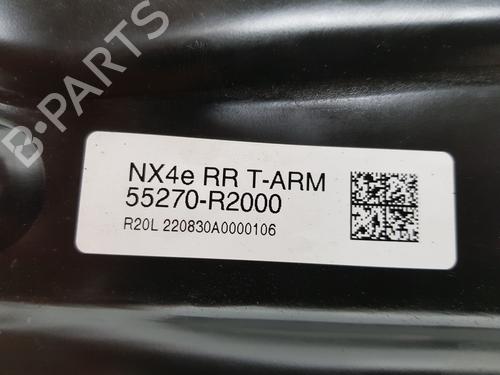 B-PARTS
NX4e RR T-ARM
55270-R2000
R20L 220830A0000106